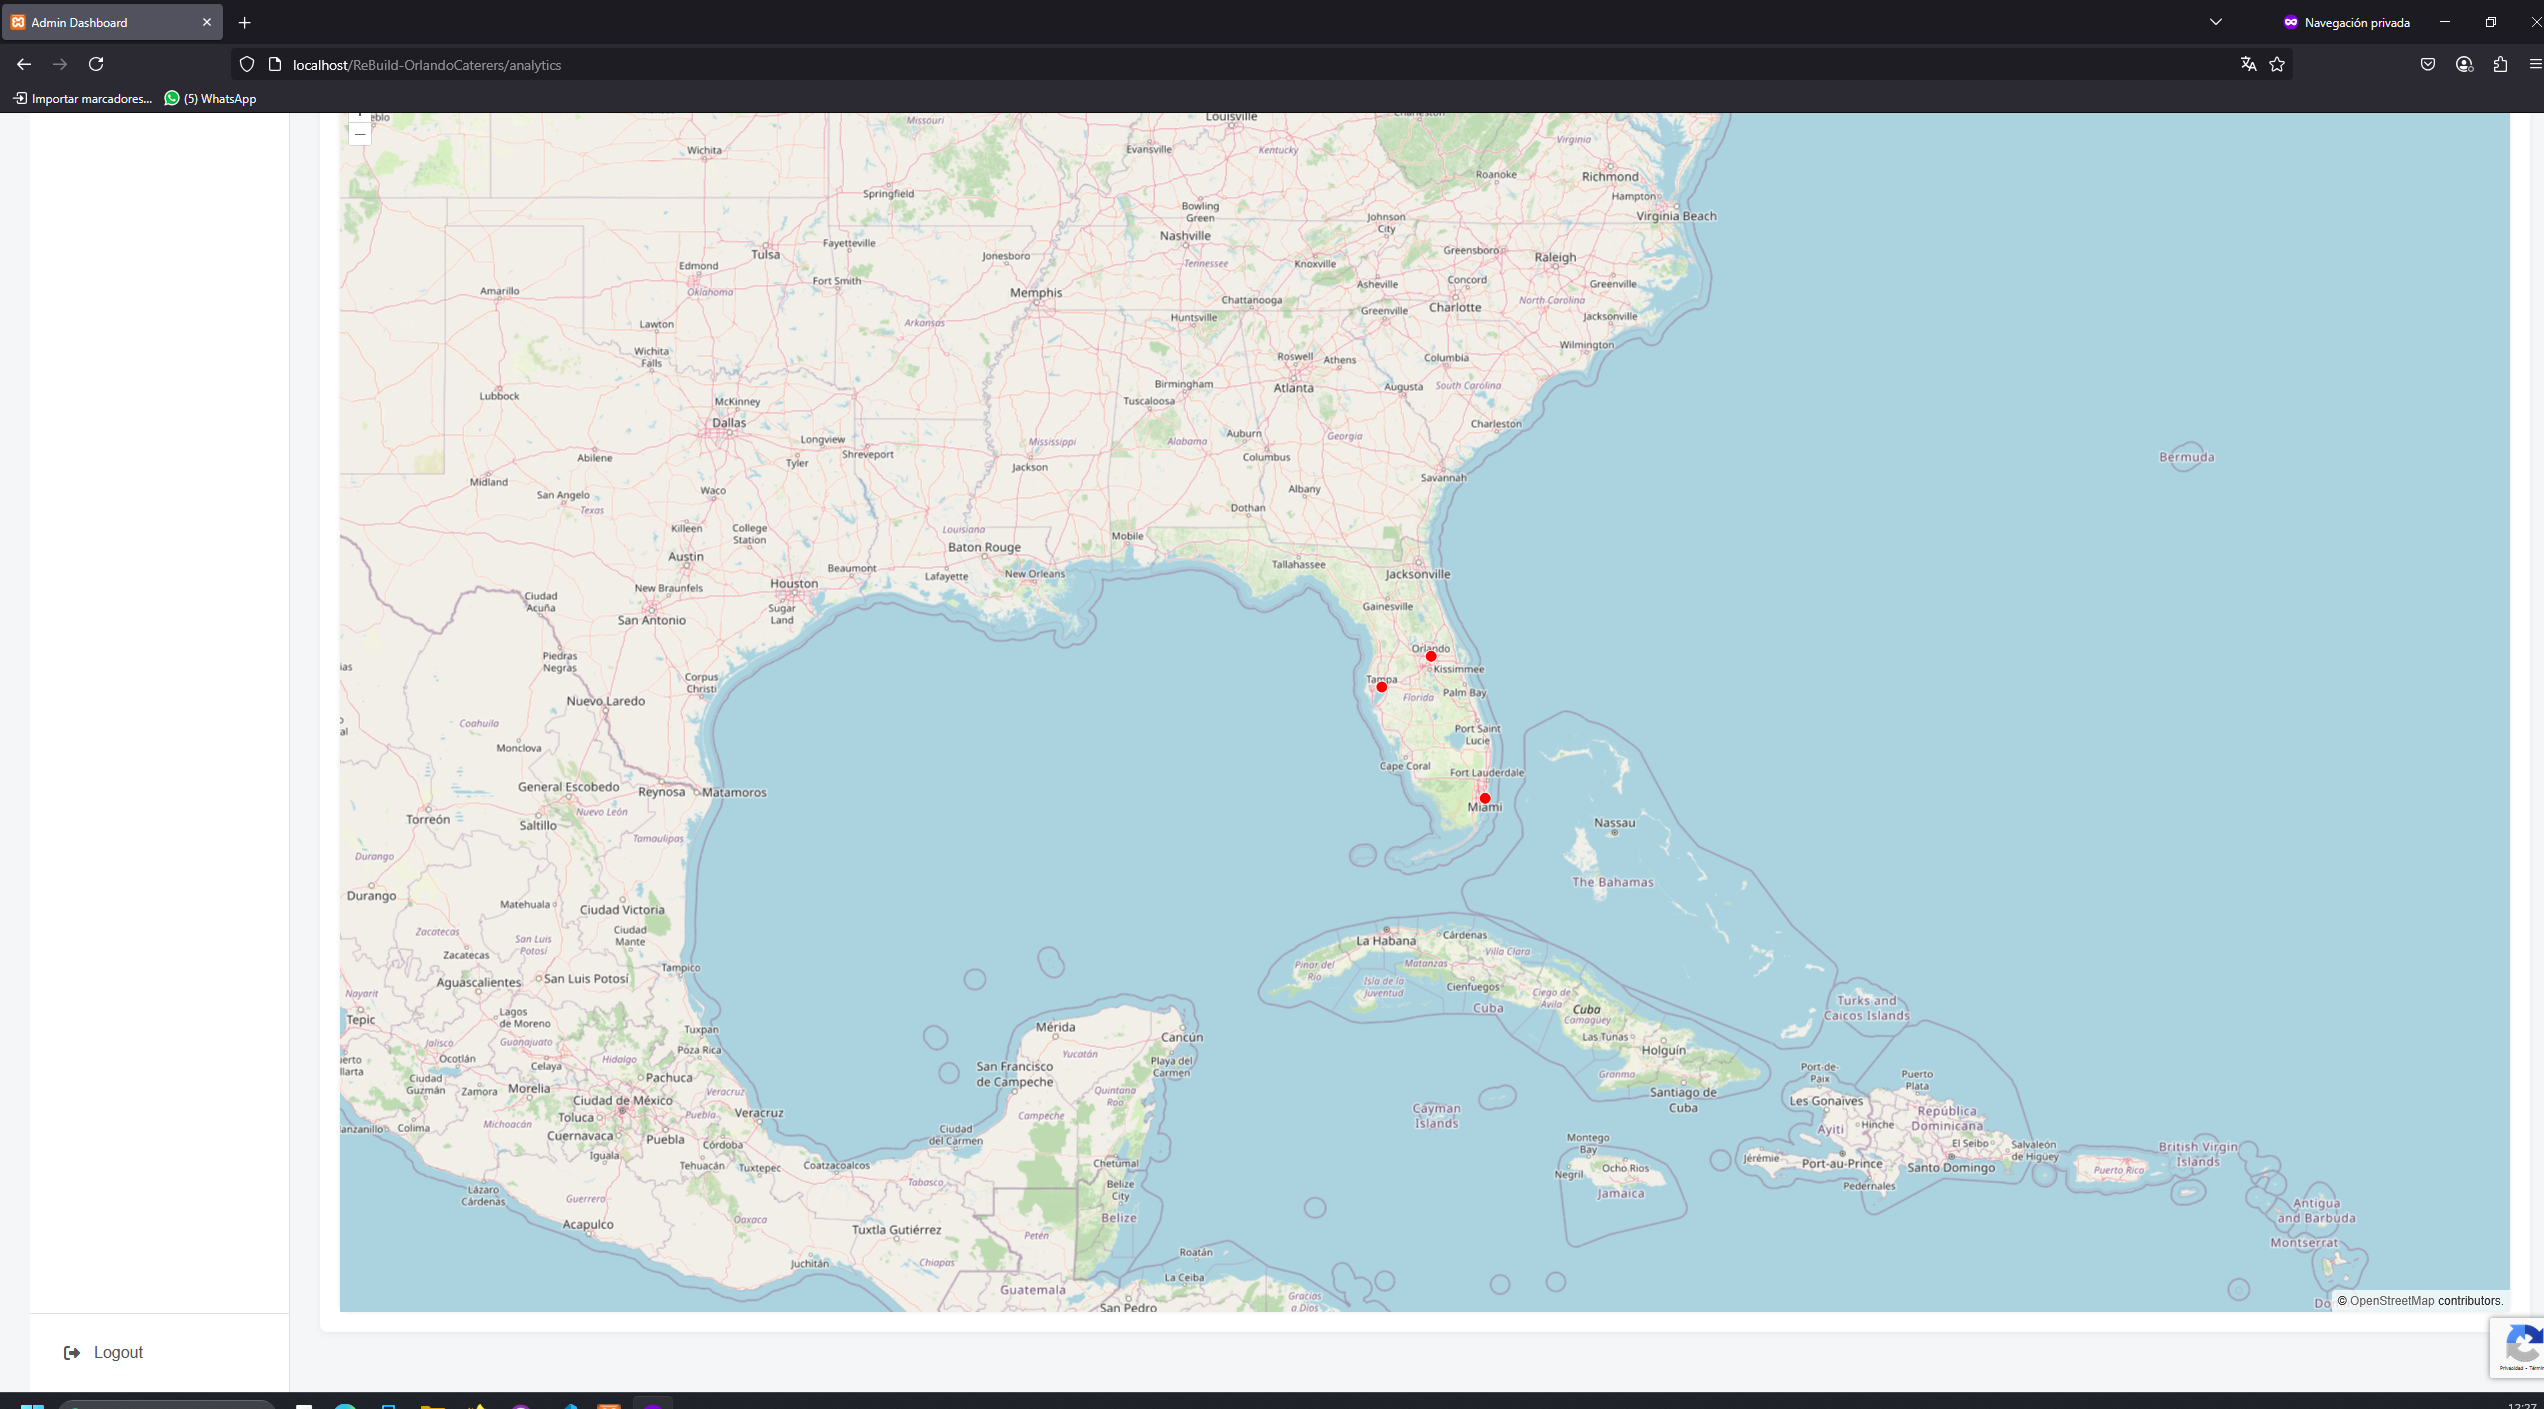 Admin Dashboard
Navegación privada
localhost/ReBuild-OrlandoCaterers/analytics
Importar marcadores...
(5) WhatsApp
Louisville
Missouri
Wichita
Evansville
Kentucky
Virginia
Springfield
Roanoke
Richmond
Hampton
Bowling
Green
Johnson
City
Virginia Beach
Nashville
Fayetteville
Tulsa
Jonesboro
Greensboro
Raleigh
Edmond
Tennessee
Knoxville
Fort Smith
Asheville
Concord
Greenville
Amarillo
Oklahoma
Memphis
Chattanooga
Charlotte
North Carolina
Lawton
Arkansas
Huntsville
Greenville
Jacksonville
Wichita
Falls
Roswell
Athens
Columbia
Wilmington
Birmingham
Atlanta
Augusta
South Carolina
Lubbock
McKinney
Tuscaloosa
Dallas
Charleston
Longview
Mississippi
Alabama
Auburn
Georgia
Abilene
Tyler
Shreveport
Jackson
Columbus
Bermuda
Midland
San Angelo
Waco
Albany
Savannah
Texas
Killeen
College
Station
Louisiana
Dothan
Austin
Baton Rouge
Mobile
Beaumont
Lafayette
New Orleans
Tallahassee
Jacksonville
New Braunfels
Houston
Ciudad
Acuña
Sugar
Land
Gainesville
San Antonio
Orlando
Piedras
Negras
Kissimmee
Corpus
Christi
Tampa
Florida
Palm Bay
Nuevo Laredo
Coahuila
Port Saint
Lucie
Monclova
Cape Coral
Fort Lauderdale
General Escobedo
Reynosa
Matamoros
Miami
Torreón
Saltillo
Nuevo León
Tamaulipas
Nassau
Durango
The Bahamas
Durango
Matehuala
Ciudad Victoria
Zacatecas
San Luis
Potosí
Ciudad
Mante
La Habana
Cárdenas
Zacatecas
Pinar del
Río
Matanzas
Villa Clara
Tampico
Aguascalientes
San Luis Potosí
Isla de la
Juventud
Cienfuegos
Ciego de
Ávila
Nayarit
Cuba
Cuba
Camagüey
Turks and
Caicos Islands
Tepic
Lagos
de Moreno
Tuxpan
Mérida
Cancún
Las Tunas
Holguín
Jalisco
Guanajuato
Poza Rica
Yucatán
Playa del
Carmen
Ocotlán
Celaya
Hidalgo
Granma
San Francisco
de Campeche
Port-de-
Paix
Puerto
Plata
Ciudad
Guzmán
Zamora
Morelia
Pachuca
Veracruz
Quintana
Roo
Santiago de
Cuba
Ciudad de México
Les Gonaives
República
Dominicana
Toluca
Puebla
Veracruz
Campeche
Cayman
Islands
Colima
Michoacán
Ciudad
del Carmen
Ayiti
Hinche
Cuernavaca
Puebla
Córdoba
Montego
Bay
El Seibo
Salvaleón
de Higüey
British Virgin
Islands
Iguala
Tehuacán
Tuxtepec
Coatzacoalcos
Chetumal
Ocho Rios
Jérémie
Port-au-Prince
Santo Domingo
Puerto Rico
Negril
Tabasco
Belize
City
Jamaica
Pedernales
Lázaro
Cárdenas
Guerrero
Oaxaca
Belize
Antigua
and Barbuda
Acapulco
Tuxtla Gutiérrez
Petén
Montserrat
Juchitán
Chiapas
Roatán
La Ceiba
Guatemala
San Pedro
Gracias
a Dios
© OpenStreetMap contributors.
Logout